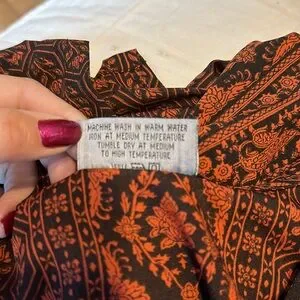 MACHINE WASH IN WARM WATER
IRON AT MEDIUM TEMPERATURE
TUMBLE DRY AT MEDIUM
TO HIGH TEMPERATURE